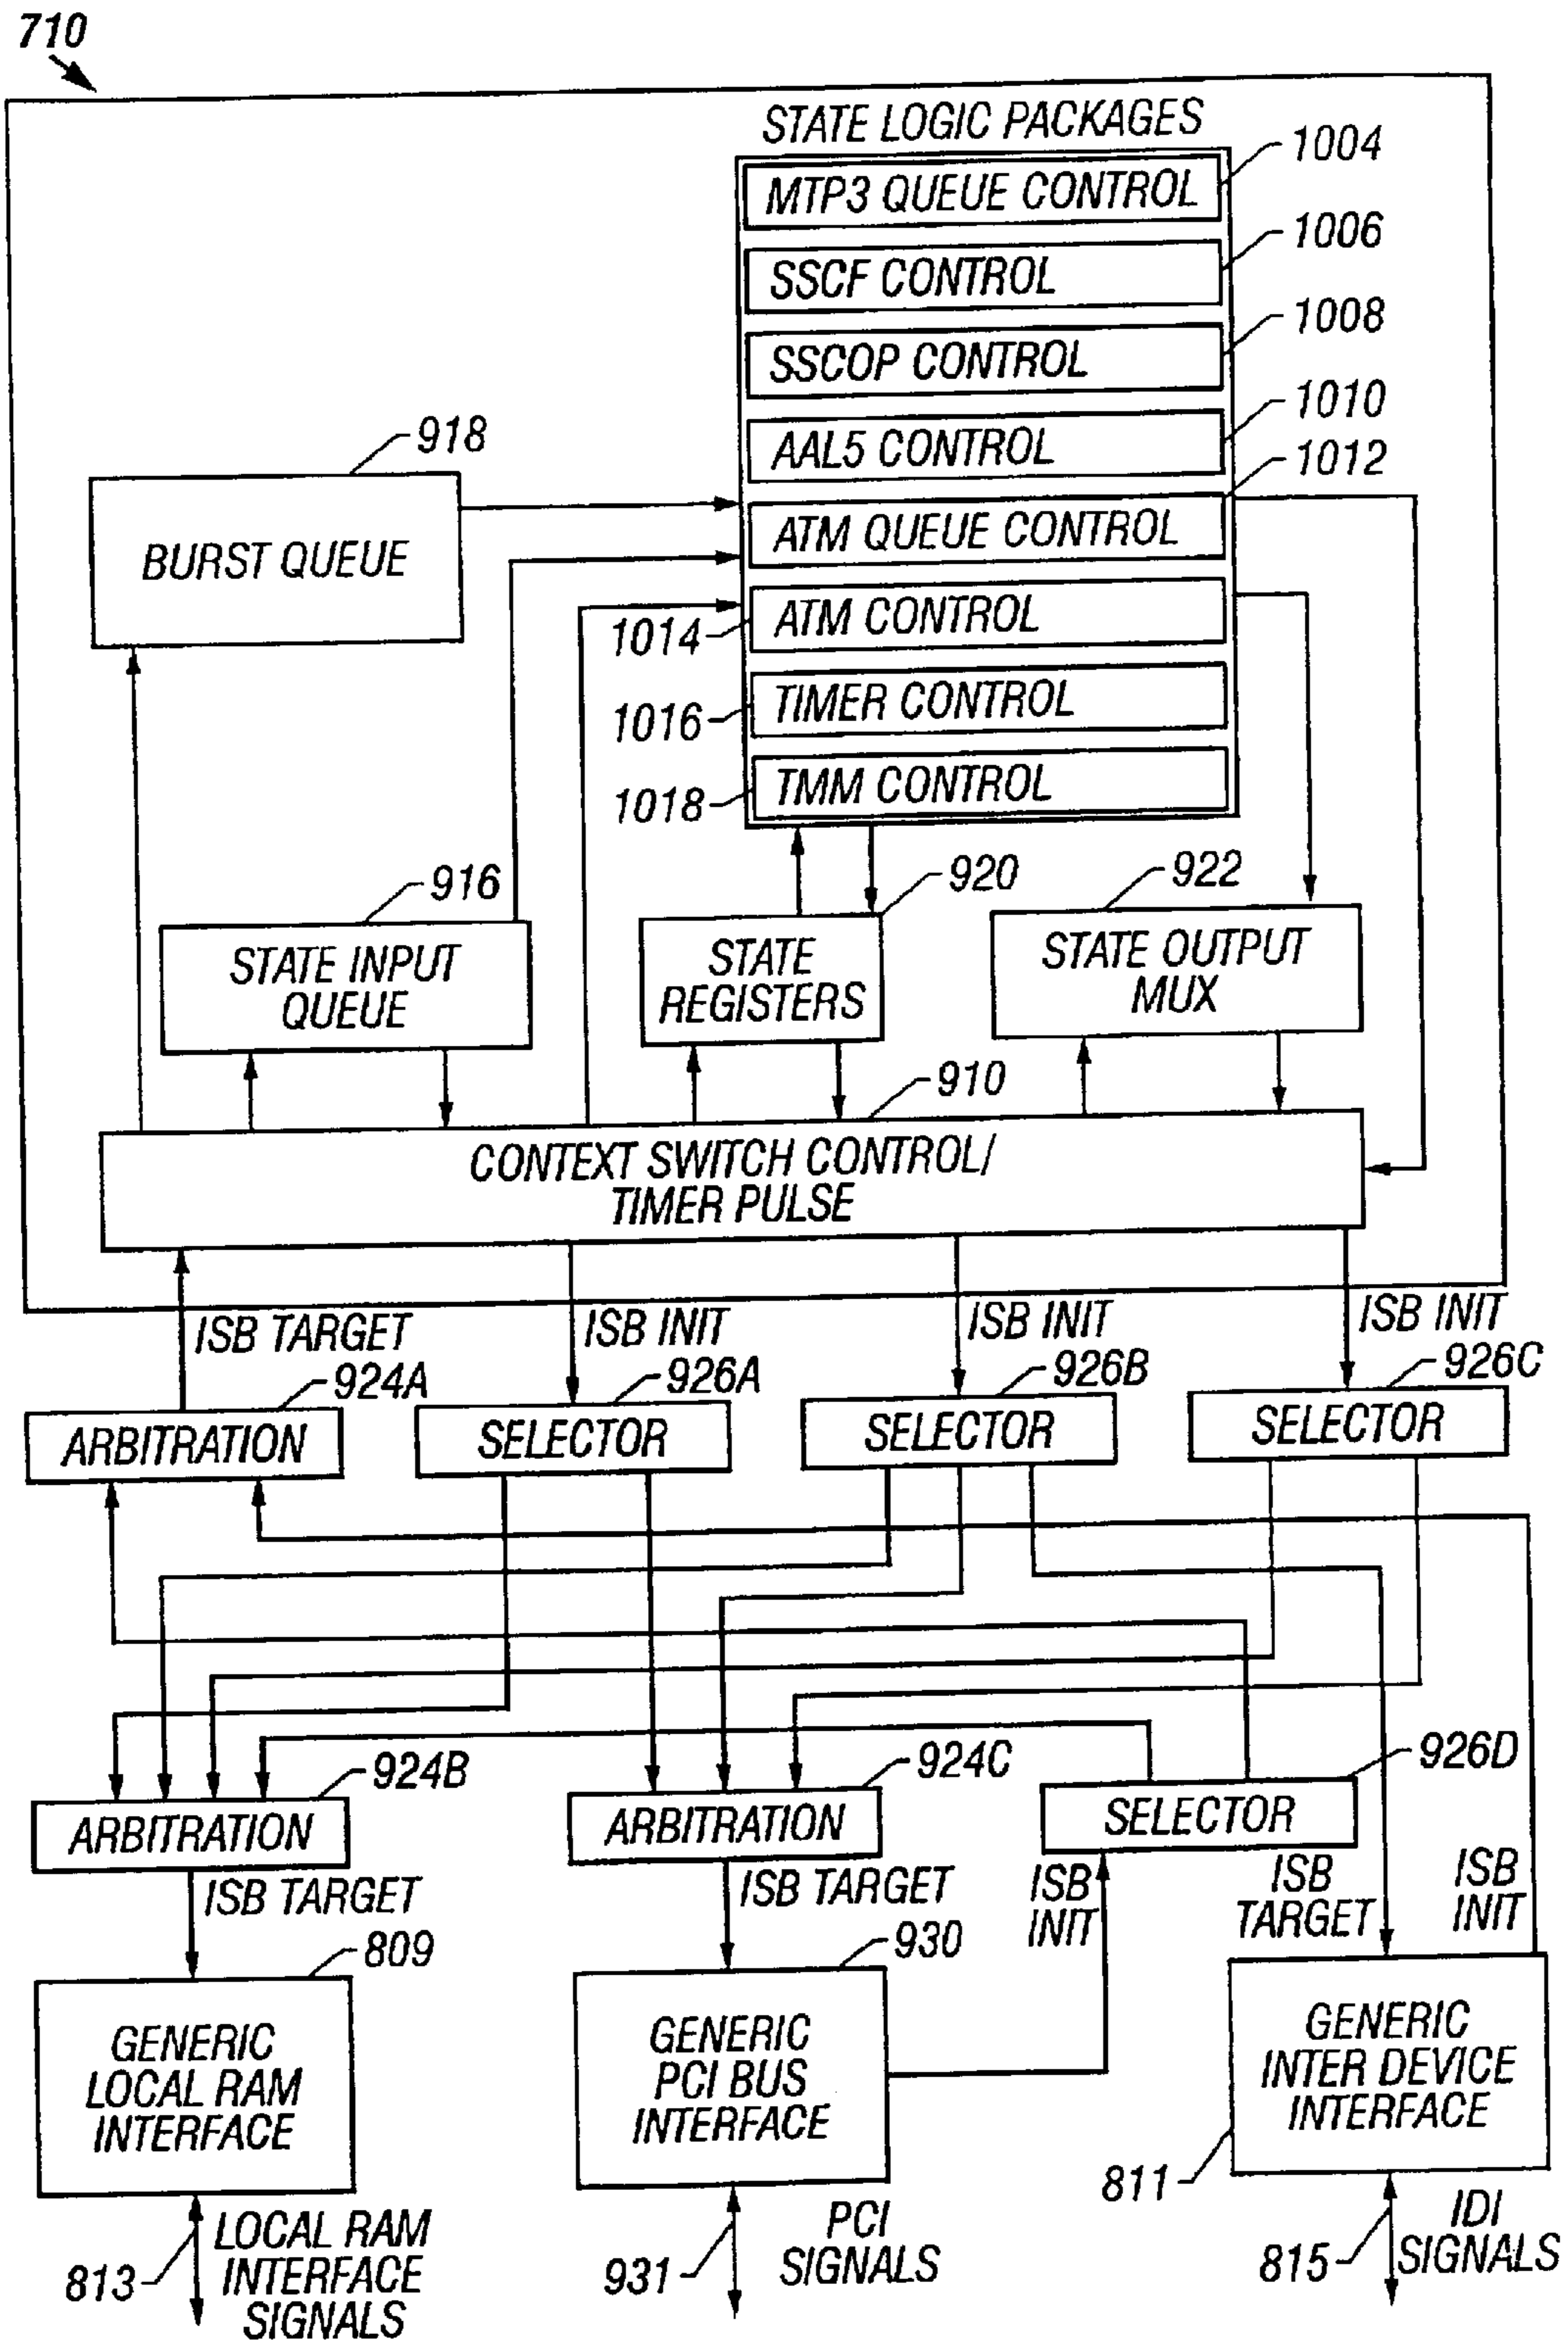 710
STATE LOGIC PACKAGES
MTP3 QUEUE CONTROL
1004
SSCF CONTROL
1006
SSCOP CONTROL
1008
AAL5 CONTROL
1010
ATM QUEUE CONTROL
1012
ATM CONTROL
1014
TIMER CONTROL
1016
TMM CONTROL
1018
918
BURST QUEUE
916
STATE INPUT
QUEUE
920
STATE
REGISTERS
922
STATE OUTPUT
MUX
910
CONTEXT SWITCH CONTROL/
TIMER PULSE
ISB TARGET
ISB INIT
ISB INIT
ISB INIT
924A
926A
926B
926C
ARBITRATION
SELECTOR
SELECTOR
SELECTOR
924B
924C
926D
ARBITRATION
ARBITRATION
SELECTOR
ISB TARGET
ISB TARGET
ISB
INIT
ISB
TARGET
ISB
INIT
809
930
GENERIC
LOCAL RAM
INTERFACE
GENERIC
PCI BUS
INTERFACE
GENERIC
INTER DEVICE
INTERFACE
811
813
LOCAL RAM
INTERFACE
SIGNALS
931
PCI
SIGNALS
815
IDI
SIGNALS